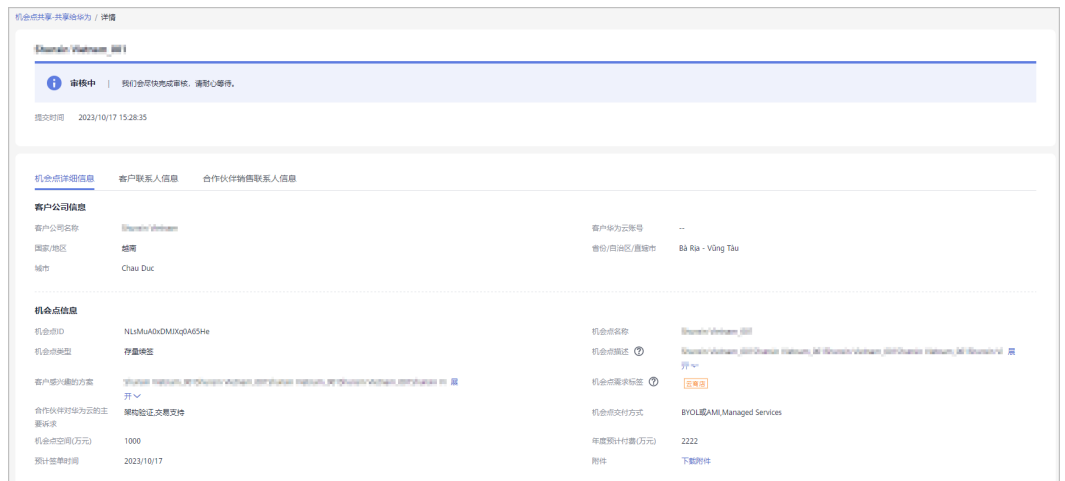 机会点共享-共享给华为 / 详情
审核中 | 我们会尽快完成审核，请耐心等待。
提交时间 2023/10/17 15:28:35
机会点详细信息 客户联系人信息 合作伙伴销售联系人信息
客户公司信息
客户公司名称 客户华为云账号 --
国家/地区 越南 省份/自治区/直辖市 Bà Rịa - Vũng Tàu
城市 Chau Duc
机会点信息
机会点ID NLsMuA0xDMJXq0A65He 机会点名称
机会点类型 存量续签 机会点描述 展
开
客户感兴趣的方案 展 机会点需求标签 云商店
开
合作伙伴对华为云的主 架构验证,交易支持 机会点交付方式 BYOL或AMI,Managed Services
要诉求
机会点空间(万元) 1000 年度预计付费(万元) 2222
预计签单时间 2023/10/17 附件 下载附件